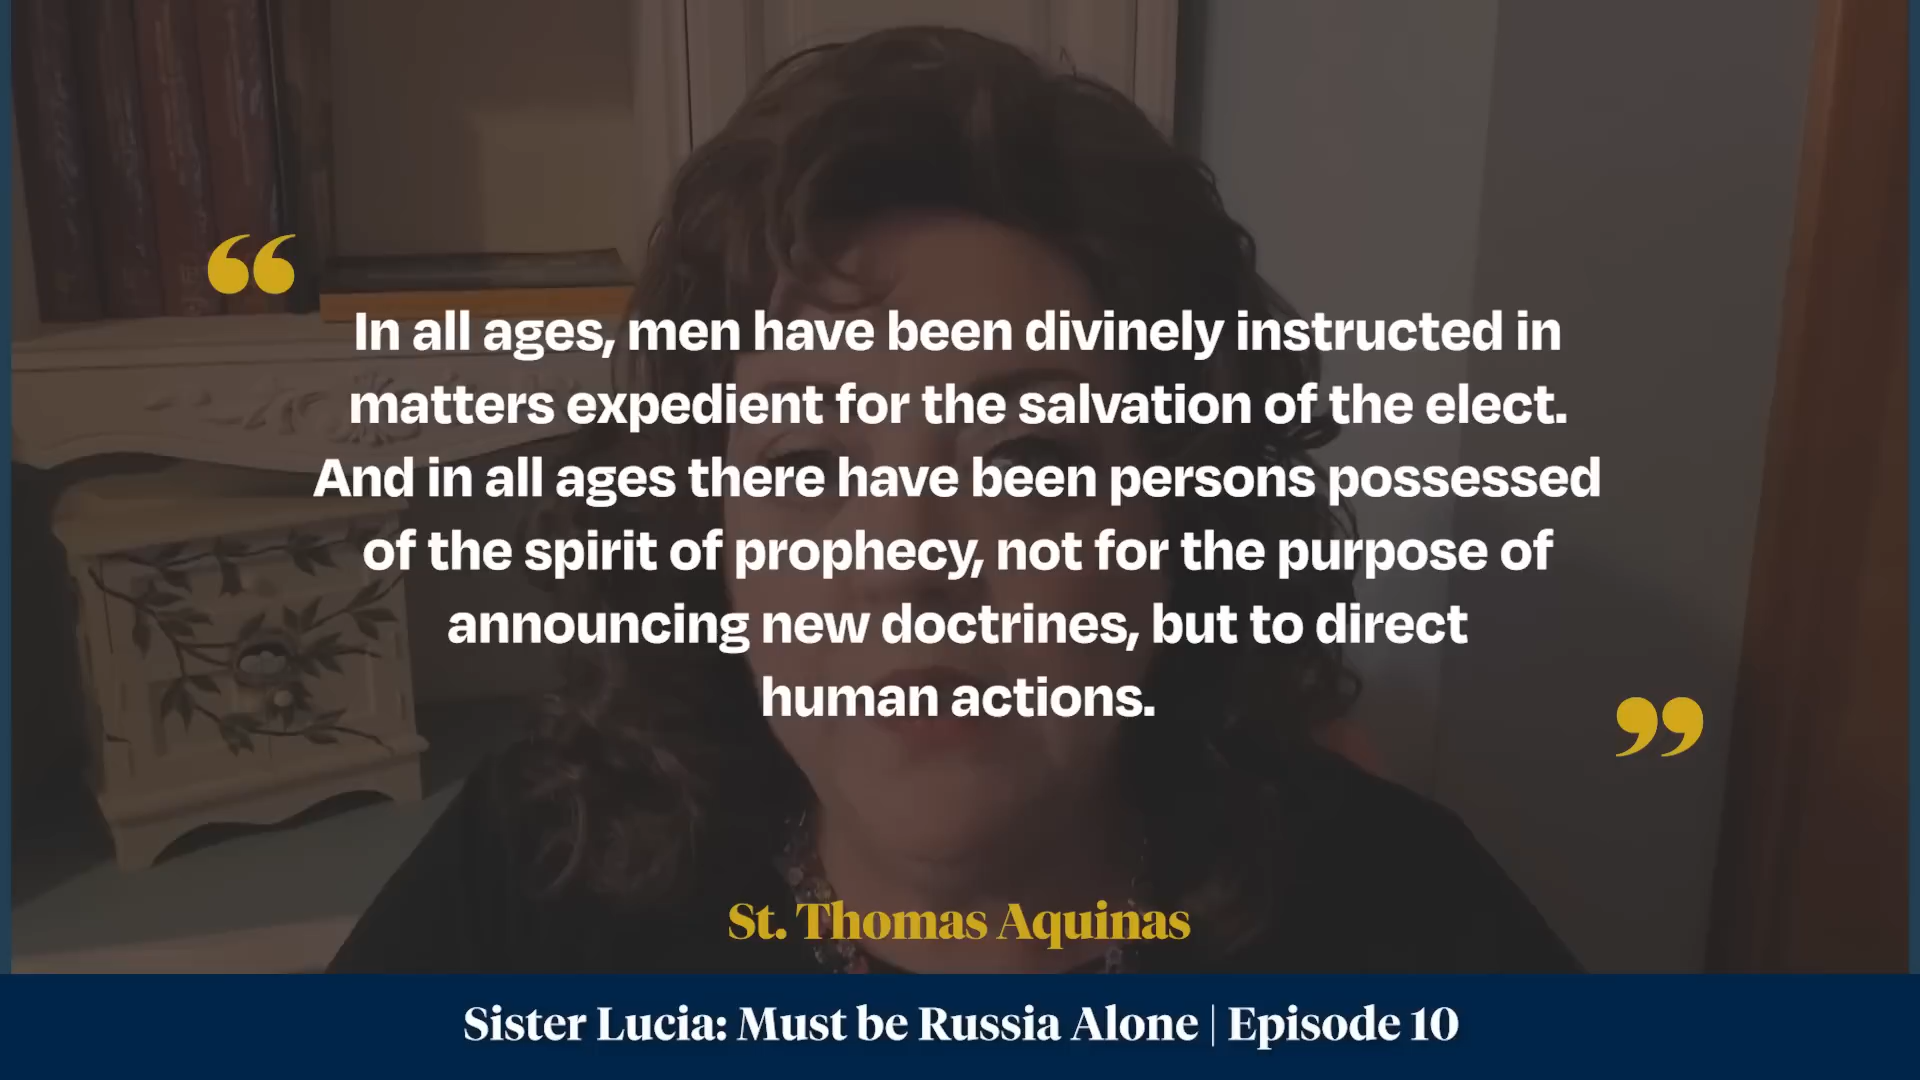 “
In all ages, men have been divinely instructed in
matters expedient for the salvation of the elect.
And in all ages there have been persons possessed
of the spirit of prophecy, not for the purpose of
announcing new doctrines, but to direct
human actions.
”
St. Thomas Aquinas
Sister Lucia: Must be Russia Alone | Episode 10